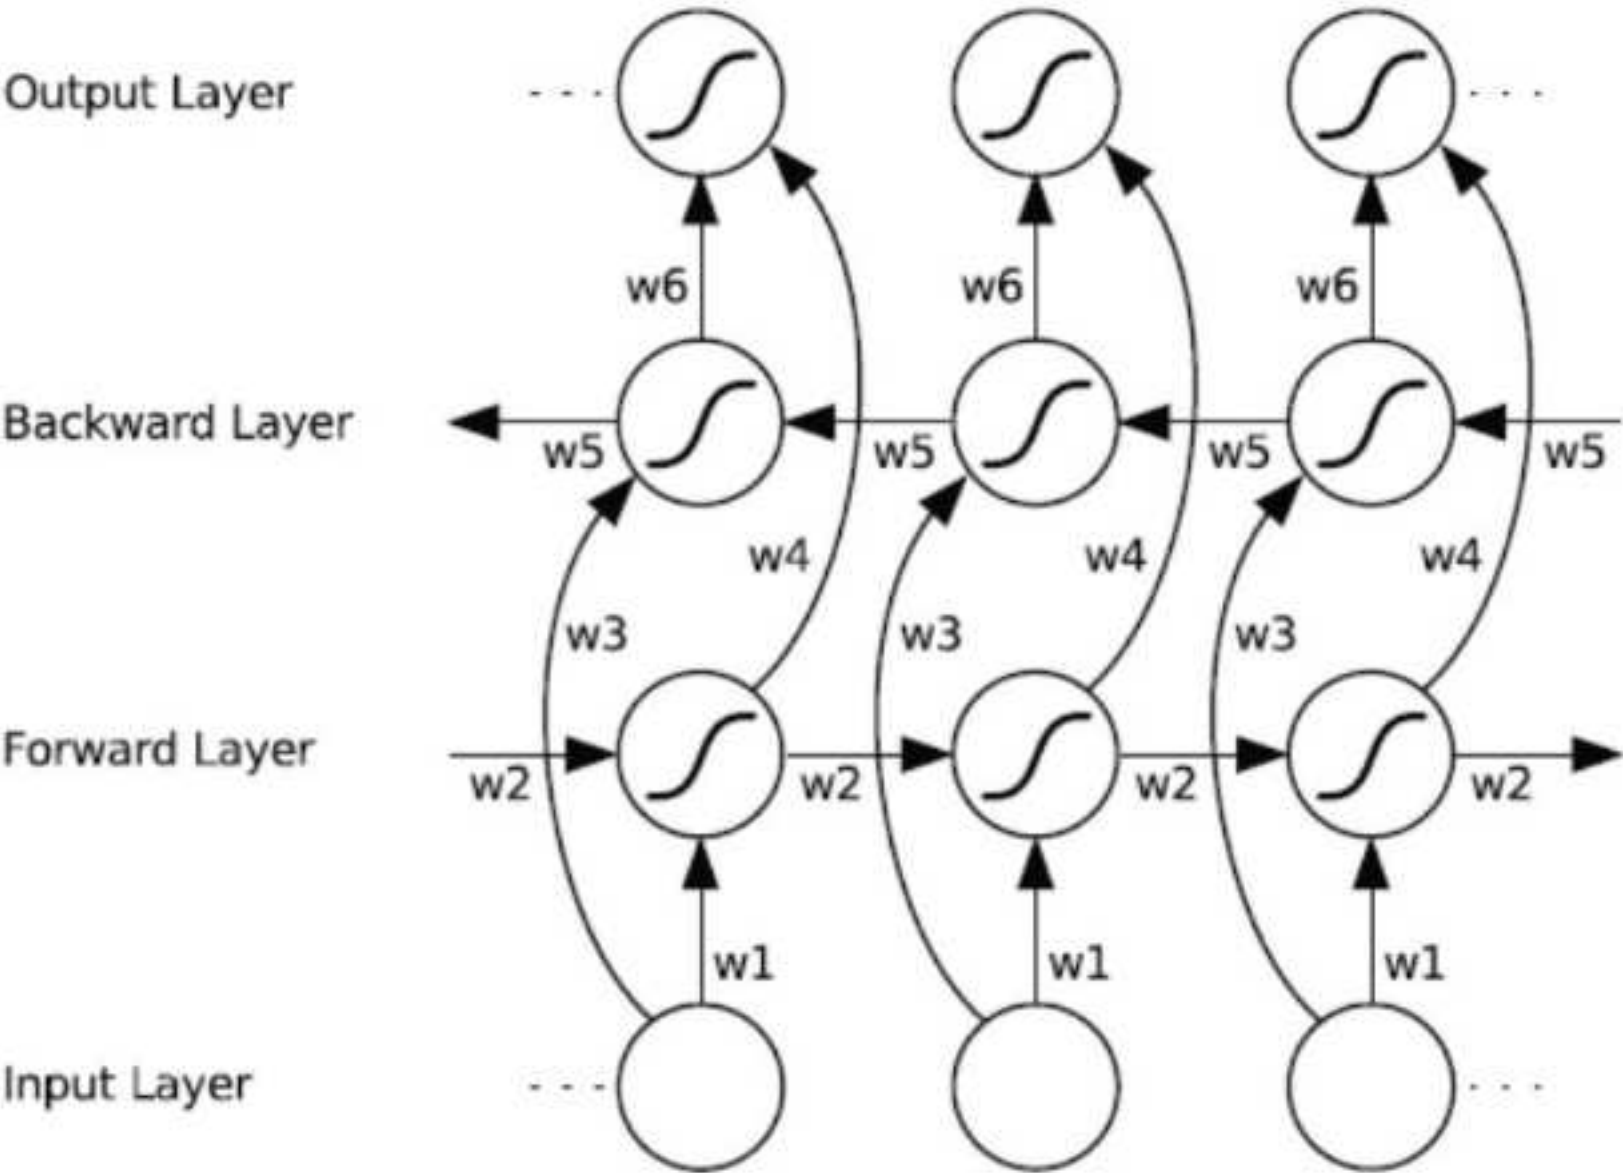 Output Layer
w6 w6 w6
Backward Layer
w5 w5 w5 w5
w4 w4 w4
w3 w3 w3
Forward Layer
w2 w2 w2 w2
w1 w1 w1
Input Layer